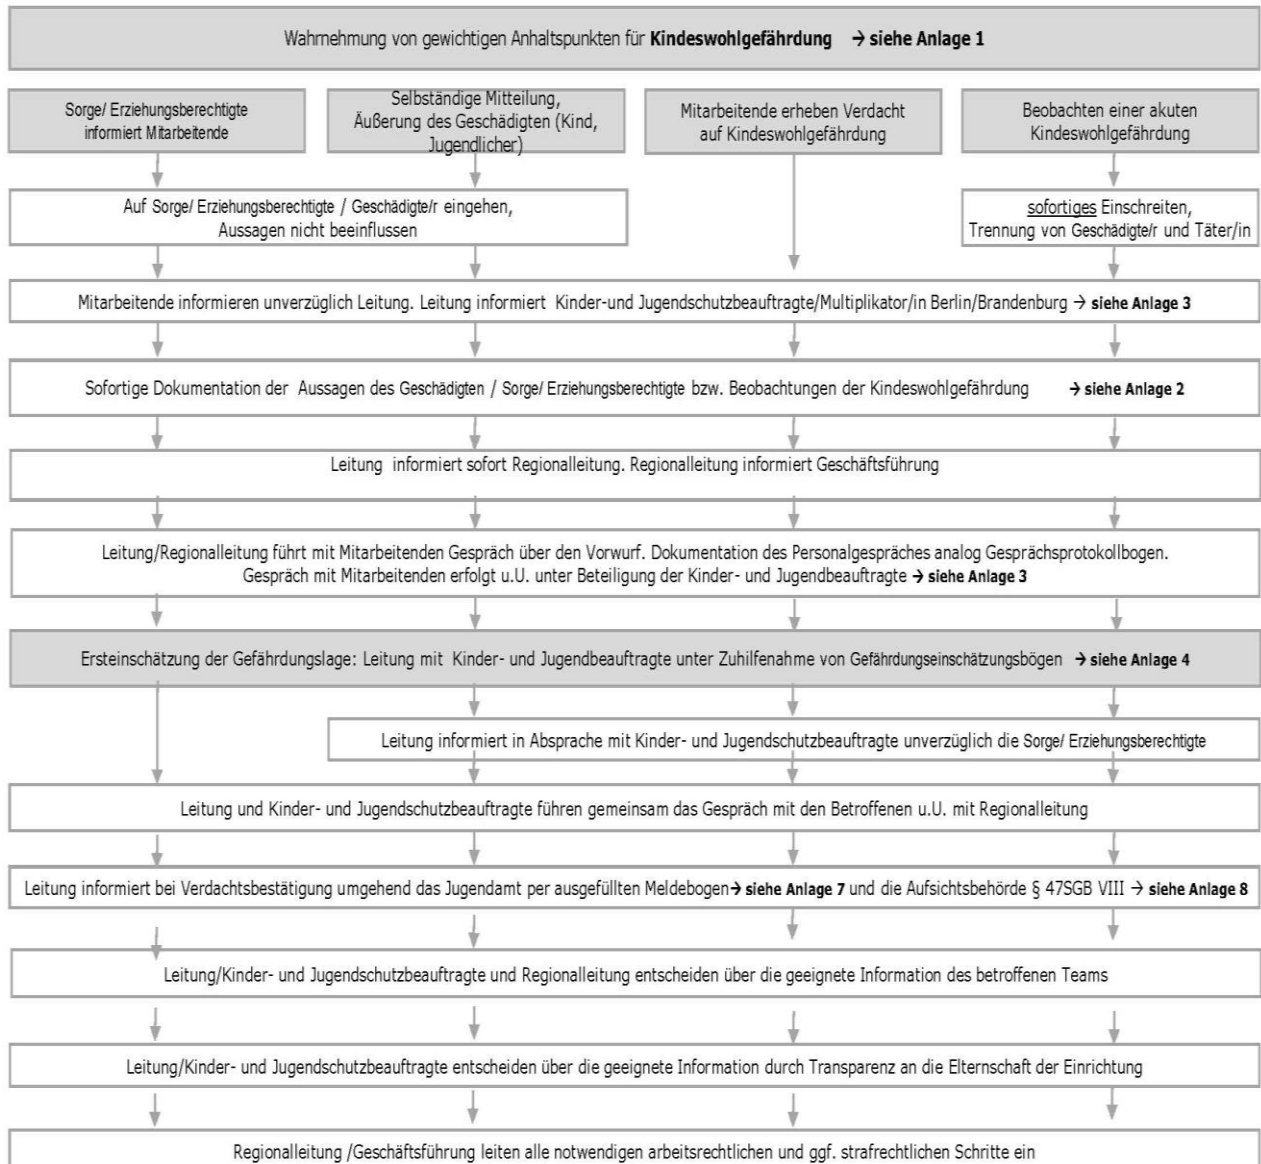 Wahrnehmung von gewichtigen Anhaltspunkten für Kindeswohlgefährdung → siehe Anlage 1
Sorge/ Erziehungsberechtigte
informiert Mitarbeitende
Selbständige Mitteilung,
Äußerung des Geschädigten (Kind,
Jugendlicher)
Mitarbeitende erheben Verdacht
auf Kindeswohlgefährdung
Beobachten einer akuten
Kindeswohlgefährdung
Auf Sorge/ Erziehungsberechtigte / Geschädigte/r eingehen,
Aussagen nicht beeinflussen
sofortiges Einschreiten,
Trennung von Geschädigte/r und Täter/in
Mitarbeitende informieren unverzüglich Leitung. Leitung informiert Kinder-und Jugendschutzbeauftragte/Multiplikator/in Berlin/Brandenburg → siehe Anlage 3
Sofortige Dokumentation der Aussagen des Geschädigten / Sorge/ Erziehungsberechtigte bzw. Beobachtungen der Kindeswohlgefährdung → siehe Anlage 2
Leitung informiert sofort Regionalleitung. Regionalleitung informiert Geschäftsführung
Leitung/Regionalleitung führt mit Mitarbeitenden Gespräch über den Vorwurf. Dokumentation des Personalgespräches analog Gesprächsprotokollbogen.
Gespräch mit Mitarbeitenden erfolgt u.U. unter Beteiligung der Kinder- und Jugendbeauftragte → siehe Anlage 3
Ersteinschätzung der Gefährdungslage: Leitung mit Kinder- und Jugendbeauftragte unter Zuhilfenahme von Gefährdungseinschätzungsbögen → siehe Anlage 4
Leitung informiert in Absprache mit Kinder- und Jugendschutzbeauftragte unverzüglich die Sorge/ Erziehungsberechtigte
Leitung und Kinder- und Jugendschutzbeauftragte führen gemeinsam das Gespräch mit den Betroffenen u.U. mit Regionalleitung
Leitung informiert bei Verdachtsbestätigung umgehend das Jugendamt per ausgefüllten Meldebogen→ siehe Anlage 7 und die Aufsichtsbehörde § 47SGB VIII → siehe Anlage 8
Leitung/Kinder- und Jugendschutzbeauftragte und Regionalleitung entscheiden über die geeignete Information des betroffenen Teams
Leitung/Kinder- und Jugendschutzbeauftragte entscheiden über die geeignete Information durch Transparenz an die Elternschaft der Einrichtung
Regionalleitung /Geschäftsführung leiten alle notwendigen arbeitsrechtlichen und ggf. strafrechtlichen Schritte ein